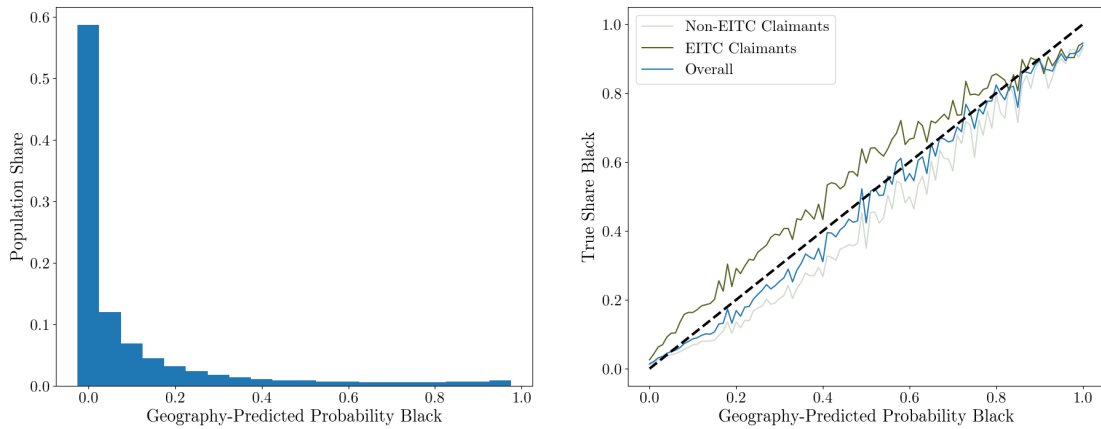 0.6
0.5
0.4
0.3
0.2
0.1
0.0
Population Share
0.0 0.2 0.4 0.6 0.8 1.0
Geography-Predicted Probability Black
Non-EITC Claimants
EITC Claimants
Overall
1.0
0.8
0.6
0.4
0.2
0.0
True Share Black
0.0 0.2 0.4 0.6 0.8 1.0
Geography-Predicted Probability Black